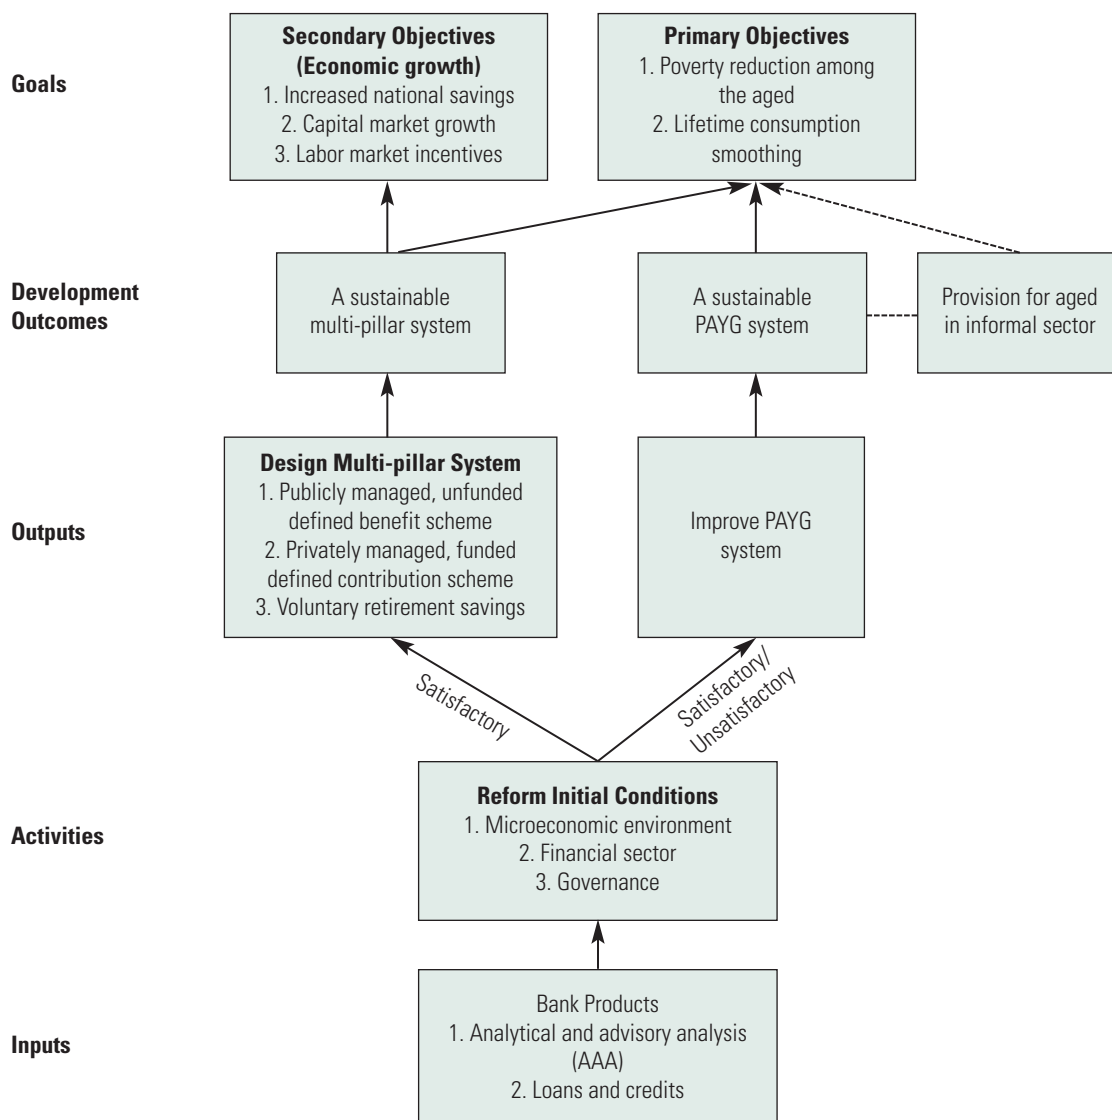 Goals
Secondary Objectives
(Economic growth)
1. Increased national savings
2. Capital market growth
3. Labor market incentives
Primary Objectives
1. Poverty reduction among
the aged
2. Lifetime consumption
smoothing
Development
Outcomes
A sustainable
multi-pillar system
A sustainable
PAYG system
Provision for aged
in informal sector
Outputs
Design Multi-pillar System
1. Publicly managed, unfunded
defined benefit scheme
2. Privately managed, funded
defined contribution scheme
3. Voluntary retirement savings
Improve PAYG
system
Satisfactory
Satisfactory/
Unsatisfactory
Activities
Reform Initial Conditions
1. Microeconomic environment
2. Financial sector
3. Governance
Inputs
Bank Products
1. Analytical and advisory analysis
(AAA)
2. Loans and credits